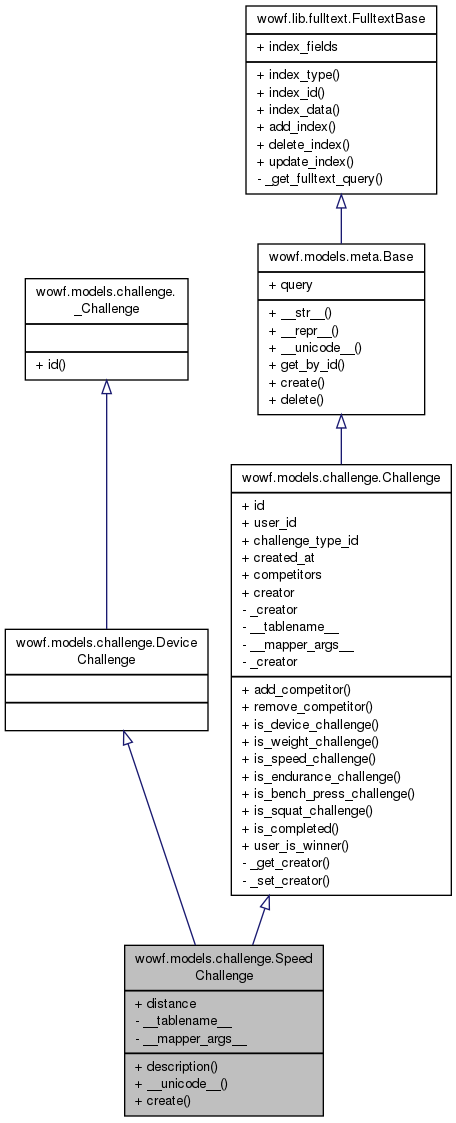 wowf.lib.fulltext.FulltextBase
+ index_fields
+ index_type()
+ index_id()
+ index_data()
+ add_index()
+ delete_index()
+ update_index()
- _get_fulltext_query()
wowf.models.meta.Base
+ query
+ __str__()
+ __repr__()
+ __unicode__()
+ get_by_id()
+ create()
+ delete()
wowf.models.challenge.
_Challenge
+ id()
wowf.models.challenge.Challenge
+ id
+ user_id
+ challenge_type_id
+ created_at
+ competitors
+ creator
- _creator
- __tablename__
- __mapper_args__
- _creator
+ add_competitor()
+ remove_competitor()
+ is_device_challenge()
+ is_weight_challenge()
+ is_speed_challenge()
+ is_endurance_challenge()
+ is_bench_press_challenge()
+ is_squat_challenge()
+ is_completed()
+ user_is_winner()
- _get_creator()
- _set_creator()
wowf.models.challenge.Device
Challenge
wowf.models.challenge.Speed
Challenge
+ distance
- __tablename__
- __mapper_args__
+ description()
+ __unicode__()
+ create()